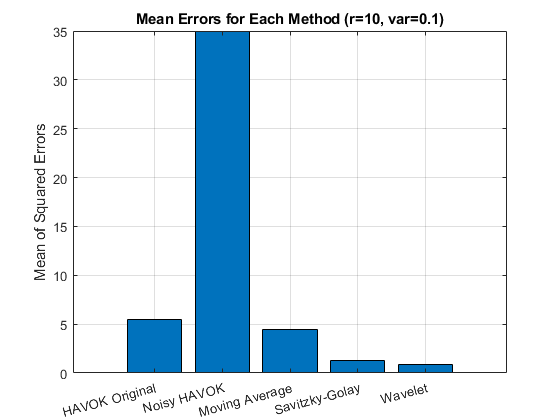 Mean Errors for Each Method (r=10, var=0.1)
Mean of Squared Errors
35
30
25
20
15
10
5
0
HAVOK Original
Noisy HAVOK
Moving Average
Savitzky-Golay
Wavelet